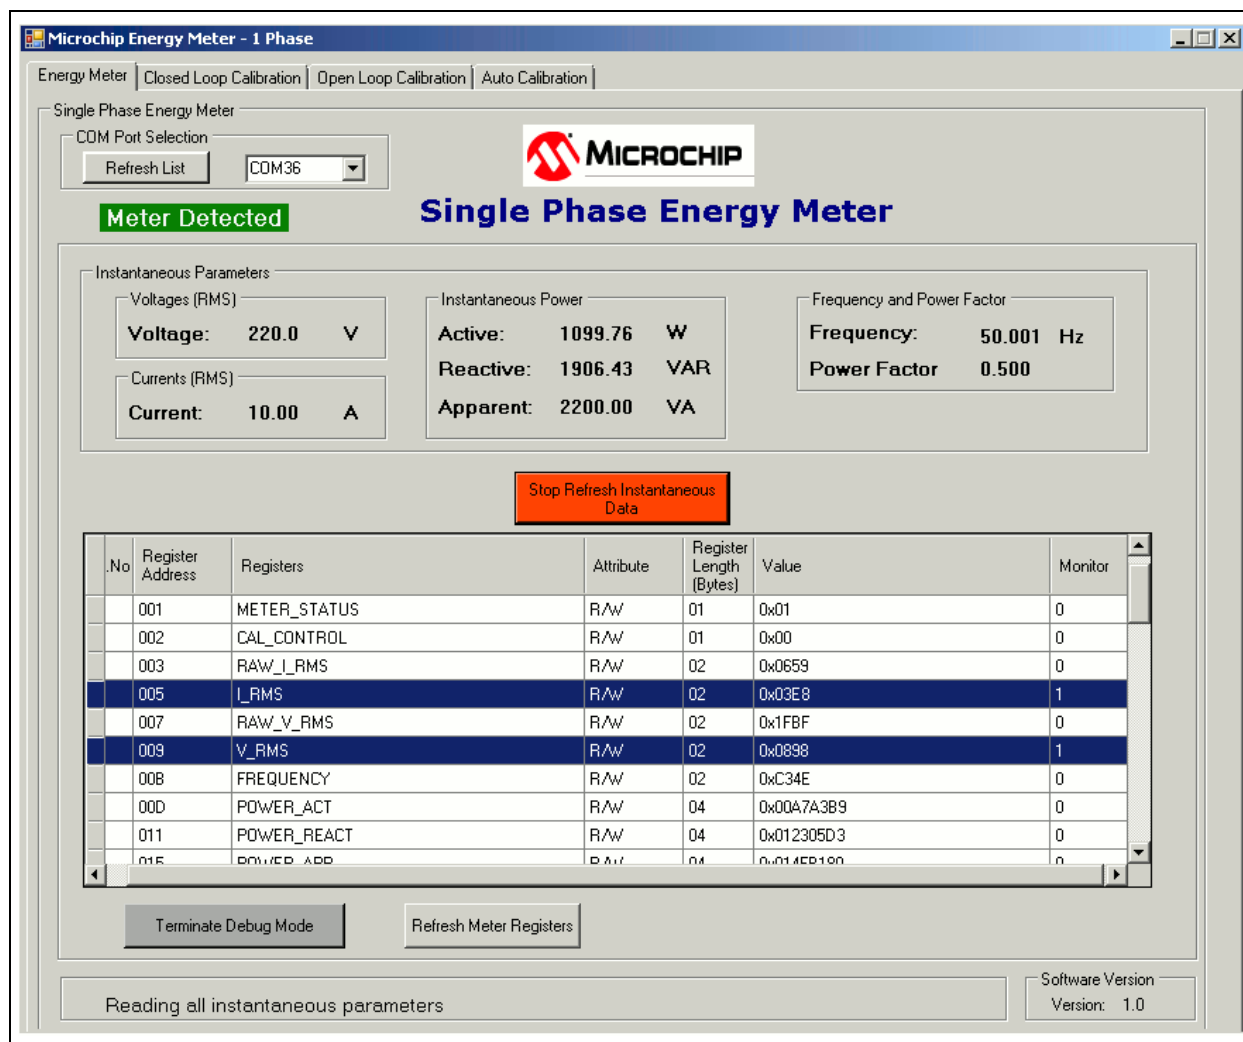 Microchip Energy Meter - 1 Phase
Energy Meter Closed Loop Calibration Open Loop Calibration Auto Calibration
Single Phase Energy Meter
COM Port Selection
Refresh List COM36
MICROCHIP
Meter Detected
Single Phase Energy Meter
Instantaneous Parameters
Voltages (RMS)
Voltage: 220.0 V
Currents (RMS)
Current: 10.00 A
Instantaneous Power
Active: 1099.76 W
Reactive: 1906.43 VAR
Apparent: 2200.00 VA
Frequency and Power Factor
Frequency: 50.001 Hz
Power Factor 0.500
Stop Refresh Instantaneous
Data
.No Register Address Registers Attribute Register Length (Bytes) Value Monitor
001 METER_STATUS R/W 01 0x01 0
002 CAL_CONTROL R/W 01 0x00 0
003 RAW_I_RMS R/W 02 0x0659 0
005 I_RMS R/W 02 0x03E8 1
007 RAW_V_RMS R/W 02 0x1FBF 0
009 V_RMS R/W 02 0x0898 1
00B FREQUENCY R/W 02 0xC34E 0
00D POWER_ACT R/W 04 0x00A7A3B9 0
011 POWER_REACT R/W 04 0x012305D3 0
015 POWER_APP R/W 04 0x014FB180 0
Terminate Debug Mode Refresh Meter Registers
Reading all instantaneous parameters
Software Version
Version: 1.0